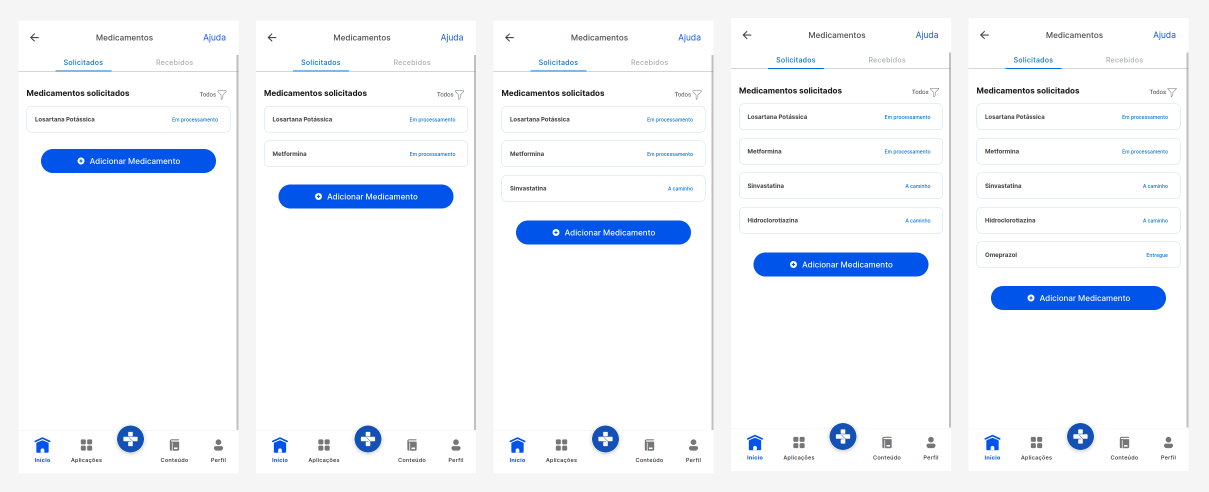 Medicamentos Ajuda
Solicitados Recebidos
Medicamentos solicitados Todos
Losartana Potássica Em processamento
Adicionar Medicamento
Início Aplicações Conteúdo Perfil
Medicamentos Ajuda
Solicitados Recebidos
Medicamentos solicitados Todos
Losartana Potássica Em processamento
Metformina Em processamento
Adicionar Medicamento
Início Aplicações Conteúdo Perfil
Medicamentos Ajuda
Solicitados Recebidos
Medicamentos solicitados Todos
Losartana Potássica Em processamento
Metformina Em processamento
Sinvastatina A caminho
Adicionar Medicamento
Início Aplicações Conteúdo Perfil
Medicamentos Ajuda
Solicitados Recebidos
Medicamentos solicitados Todos
Losartana Potássica Em processamento
Metformina Em processamento
Sinvastatina A caminho
Hidroclorotiazina A caminho
Adicionar Medicamento
Início Aplicações Conteúdo Perfil
Medicamentos Ajuda
Solicitados Recebidos
Medicamentos solicitados Todos
Losartana Potássica Em processamento
Metformina Em processamento
Sinvastatina A caminho
Hidroclorotiazina A caminho
Omeprazol Entregue
Adicionar Medicamento
Início Aplicações Conteúdo Perfil